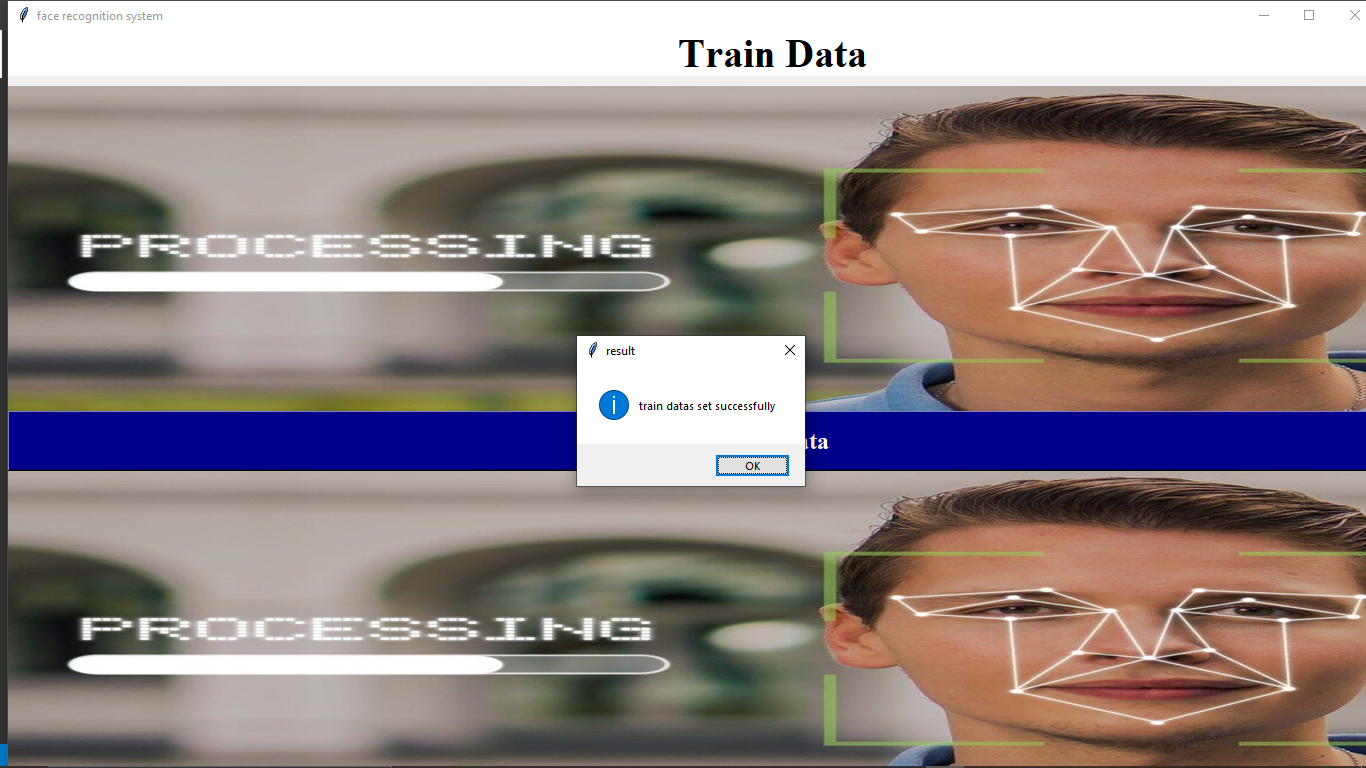 face recognition system
Train Data
PROCESSING
result
train datas set successfully
ata
OK
PROCESSING